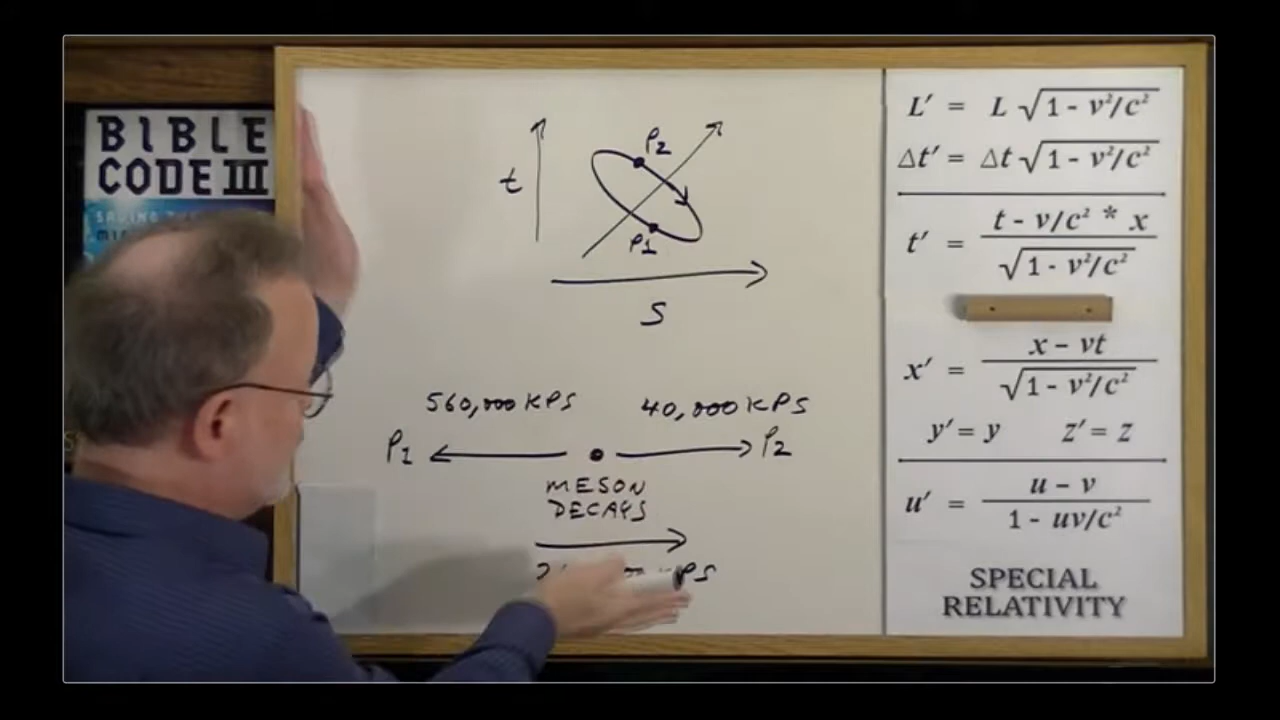 BIBLE
CODE III
t
P2
P1
S
560,000 KPS
40,000 KPS
P1
P2
MESON
DECAYS
L' = L √1 - v²/c²
Δt' = Δt √1 - v²/c²
t' = t - v/c² * x
√1 - v²/c²
x' = x - vt
√1 - v²/c²
y' = y z' = z
u' = u - v
1 - uv/c²
SPECIAL
RELATIVITY